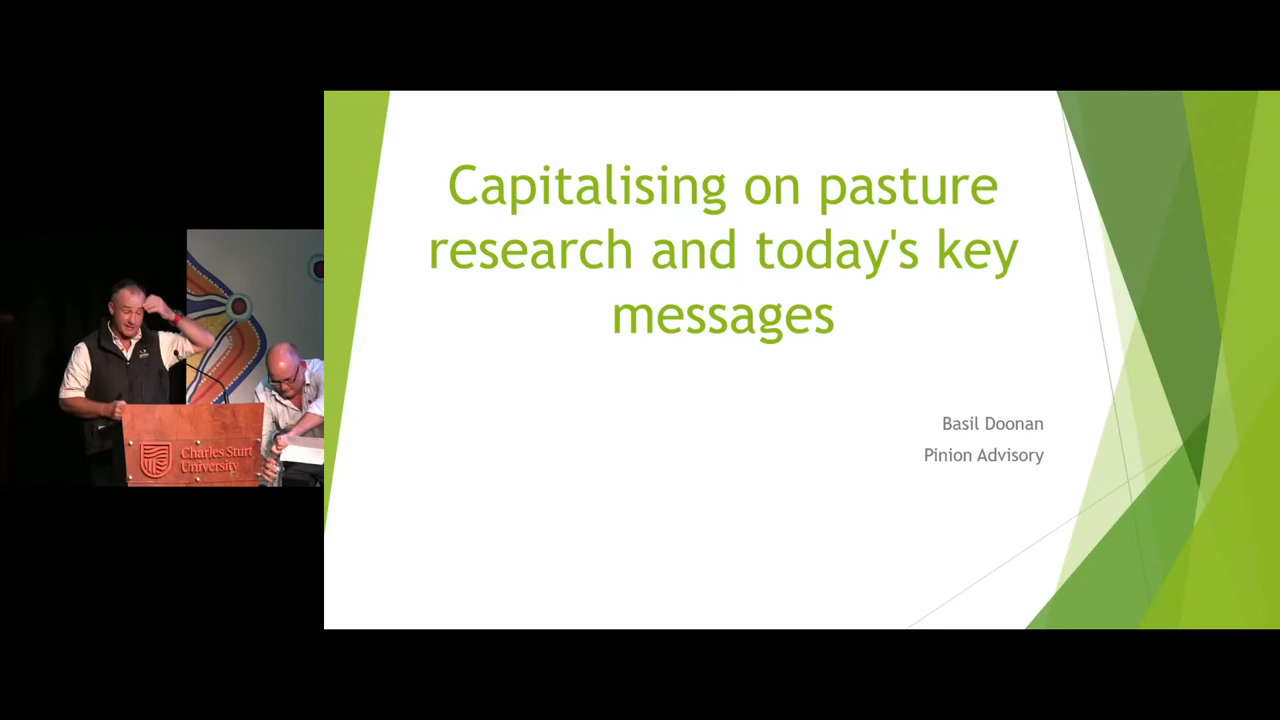 Capitalising on pasture
research and today's key
messages
Basil Doonan
Pinion Advisory
Charles Sturt
University